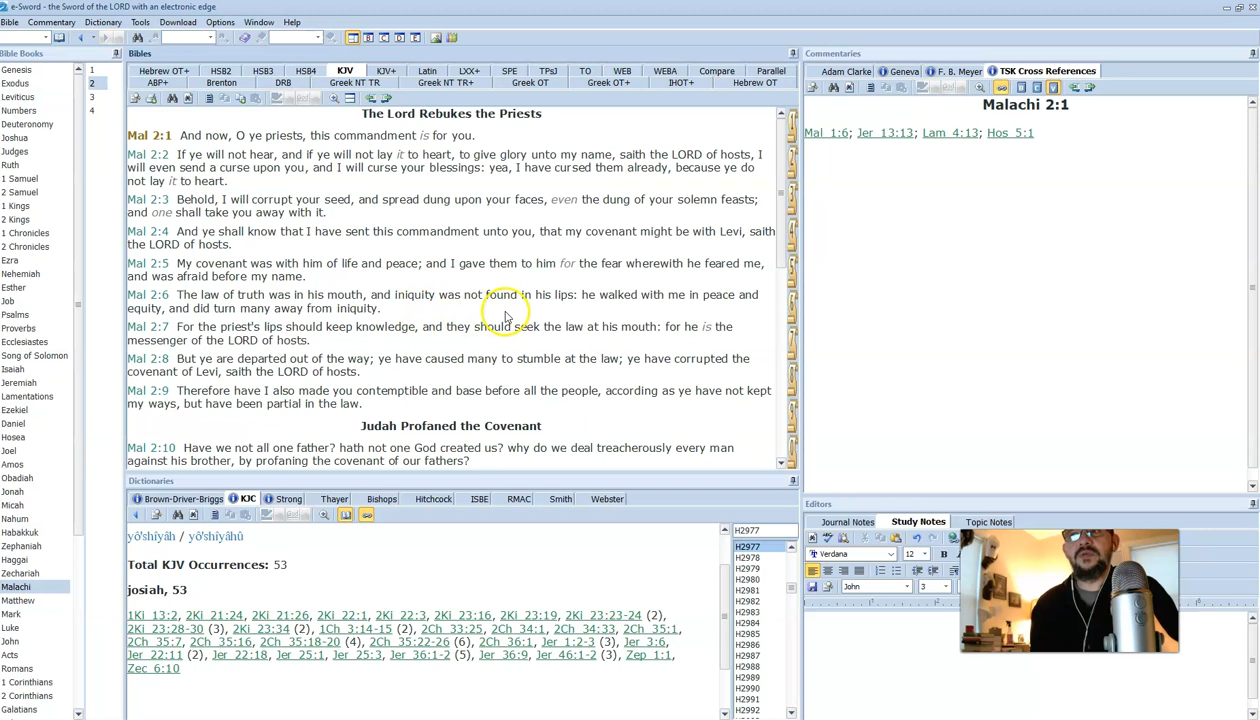 e-Sword - the Sword of the LORD with an electronic edge
Bible Commentary Dictionary Tools Download Options Window Help
B C D E
Bible Books
Genesis 1
Exodus 2
Leviticus 3
Numbers 4
Deuteronomy
Joshua
Judges
Ruth
1 Samuel
2 Samuel
1 Kings
2 Kings
1 Chronicles
2 Chronicles
Ezra
Nehemiah
Esther
Job
Psalms
Proverbs
Ecclesiastes
Song of Solomon
Isaiah
Jeremiah
Lamentations
Ezekiel
Daniel
Hosea
Joel
Amos
Obadiah
Jonah
Micah
Nahum
Habakkuk
Zephaniah
Haggai
Zechariah
Malachi
Matthew
Mark
Luke
John
Acts
Romans
1 Corinthians
2 Corinthians
Galatians
Bibles
Hebrew OT+ HSB2 HSB3 HSB4 KJV KJV+ Latin LXX+ SPE TPsJ TO WEB WEBA Compare Parallel
ABP+ Brenton DRB Greek NT TR Greek NT TR+ Greek OT Greek OT+ IHOT+ Hebrew OT
The Lord Rebukes the Priests
Mal 2:1 And now, O ye priests, this commandment is for you.
Mal 2:2 If ye will not hear, and if ye will not lay it to heart, to give glory unto my name, saith the LORD of hosts, I
will even send a curse upon you, and I will curse your blessings: yea, I have cursed them already, because ye do
not lay it to heart.
Mal 2:3 Behold, I will corrupt your seed, and spread dung upon your faces, even the dung of your solemn feasts;
and one shall take you away with it.
Mal 2:4 And ye shall know that I have sent this commandment unto you, that my covenant might be with Levi, saith
the LORD of hosts.
Mal 2:5 My covenant was with him of life and peace; and I gave them to him for the fear wherewith he feared me,
and was afraid before my name.
Mal 2:6 The law of truth was in his mouth, and iniquity was not found in his lips: he walked with me in peace and
equity, and did turn many away from iniquity.
Mal 2:7 For the priest's lips should keep knowledge, and they should seek the law at his mouth: for he is the
messenger of the LORD of hosts.
Mal 2:8 But ye are departed out of the way; ye have caused many to stumble at the law; ye have corrupted the
covenant of Levi, saith the LORD of hosts.
Mal 2:9 Therefore have I also made you contemptible and base before all the people, according as ye have not kept
my ways, but have been partial in the law.
Judah Profaned the Covenant
Mal 2:10 Have we not all one father? hath not one God created us? why do we deal treacherously every man
against his brother, by profaning the covenant of our fathers?
Dictionaries
Brown-Driver-Briggs KJC Strong Thayer Bishops Hitchcock ISBE RMAC Smith Webster
yô'shîyâh / yô'shîyâhû
Total KJV Occurrences: 53
josiah, 53
1Ki 13:2, 2Ki 21:24, 2Ki 21:26, 2Ki 22:1, 2Ki 22:3, 2Ki 23:16, 2Ki 23:19, 2Ki 23:23-24 (2),
2Ki 23:28-30 (3), 2Ki 23:34 (2), 1Ch 3:14-15 (2), 2Ch 33:25, 2Ch 34:1, 2Ch 34:33, 2Ch 35:1,
2Ch 35:7, 2Ch 35:16, 2Ch 35:18-20 (4), 2Ch 35:22-26 (6), 2Ch 36:1, Jer 1:2-3 (3), Jer 3:6,
Jer 22:11 (2), Jer 22:18, Jer 25:1, Jer 25:3, Jer 36:1-2 (5), Jer 36:9, Jer 46:1-2 (3), Zep 1:1,
Zec 6:10
H2977
H2977
H2978
H2979
H2980
H2981
H2982
H2983
H2984
H2985
H2986
H2987
H2988
H2989
H2990
H2991
H2992
Commentaries
Adam Clarke Geneva F. B. Meyer TSK Cross References
Malachi 2:1
Mal 1:6; Jer 13:13; Lam 4:13; Hos 5:1
Editors
Journal Notes Study Notes Topic Notes
Verdana 12 B
John 3